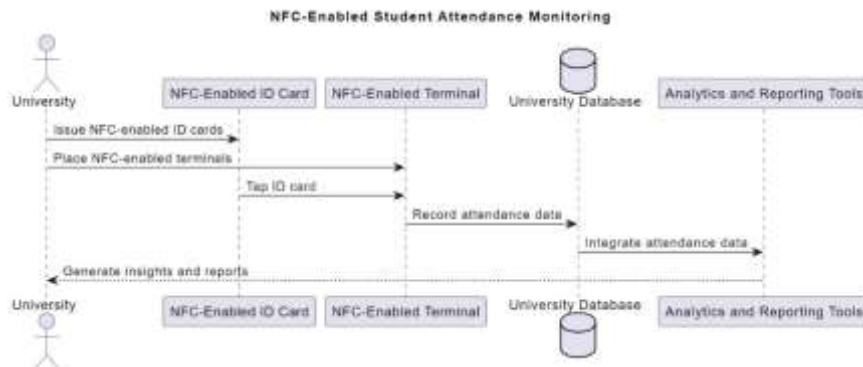 NFC-Enabled Student Attendance Monitoring
University NFC-Enabled ID Card NFC-Enabled Terminal University Database Analytics and Reporting Tools
Issue NFC-enabled ID cards
Place NFC-enabled terminals
Tap ID card
Record attendance data
Integrate attendance data
Generate insights and reports
University NFC-Enabled ID Card NFC-Enabled Terminal University Database Analytics and Reporting Tools